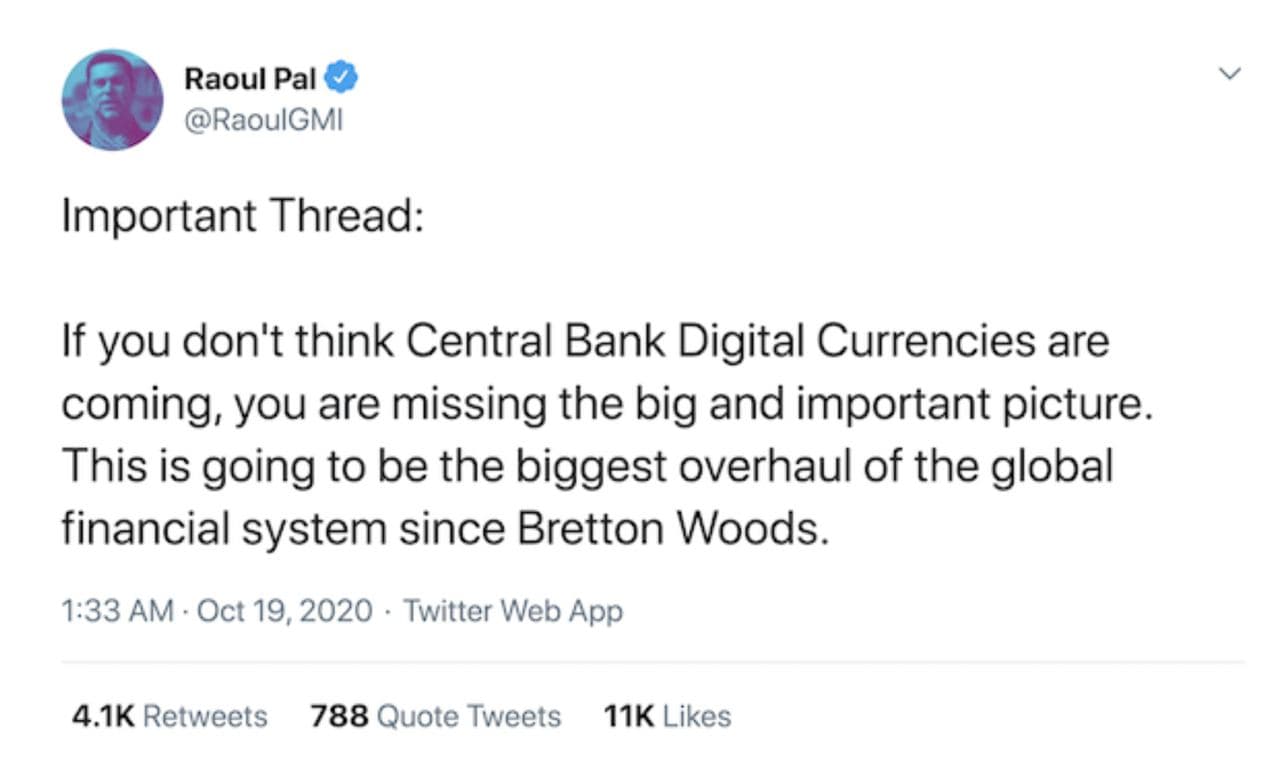 Raoul Pal
@RaoulGMI
Important Thread:
If you don't think Central Bank Digital Currencies are
coming, you are missing the big and important picture.
This is going to be the biggest overhaul of the global
financial system since Bretton Woods.
1:33 AM · Oct 19, 2020 · Twitter Web App
4.1K Retweets 788 Quote Tweets 11K Likes